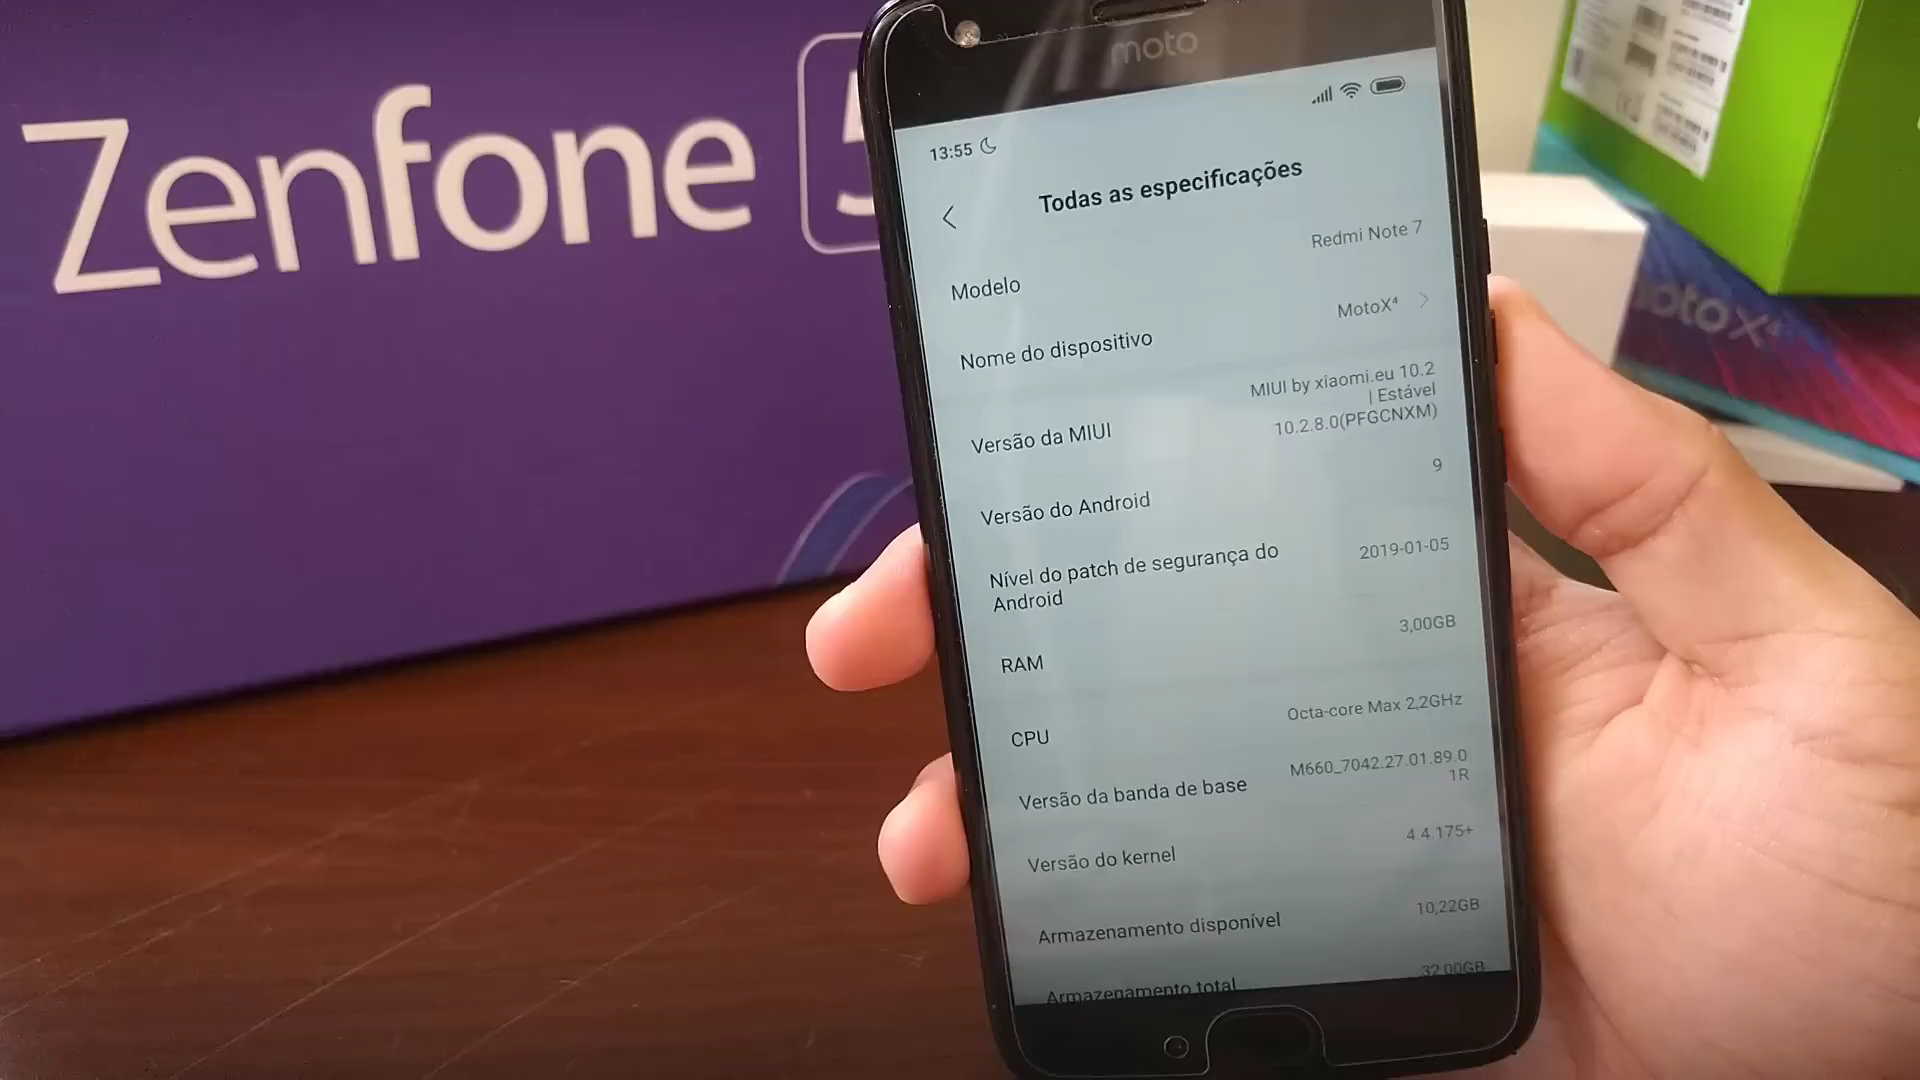 Zenfone 5
moto
13:55
Todas as especificações
Modelo
Redmi Note 7
Nome do dispositivo
MotoX⁴
Versão da MIUI
MIUI by xiaomi.eu 10.2
| Estável
10.2.8.0(PFGCNXM)
Versão do Android
9
Nível do patch de segurança do
Android
2019-01-05
RAM
3,00GB
CPU
Octa-core Max 2,2GHz
Versão da banda de base
M660_7042.27.01.89.0
1R
Versão do kernel
4.4.175+
Armazenamento disponível
10,22GB
Armazenamento total
32,00GB
moto x⁴